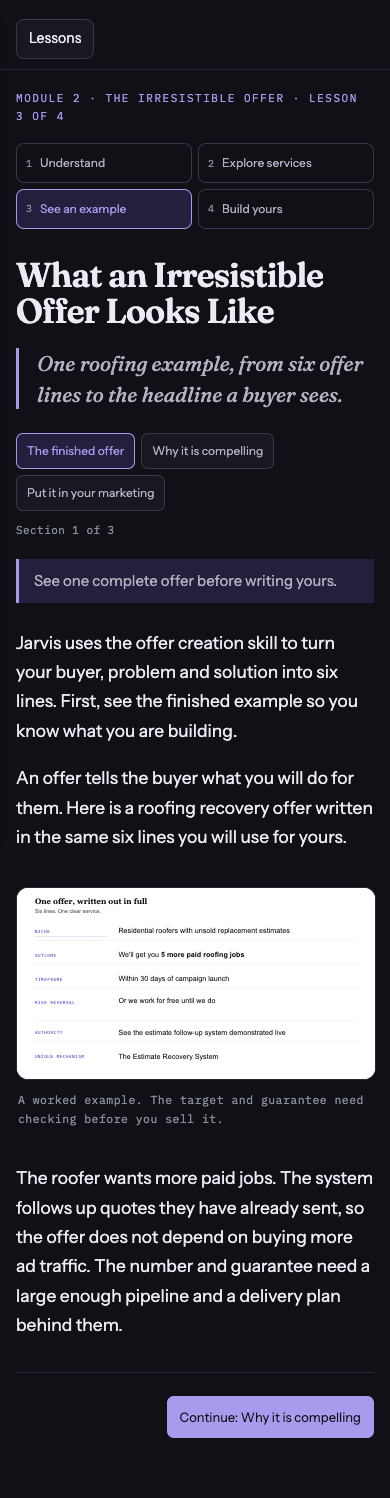 Lessons
MODULE 2 · THE IRRESISTIBLE OFFER · LESSON
3 OF 4
1 Understand
2 Explore services
3 See an example
4 Build yours
What an Irresistible
Offer Looks Like
One roofing example, from six offer
lines to the headline a buyer sees.
The finished offer
Why it is compelling
Put it in your marketing
Section 1 of 3
See one complete offer before writing yours.
Jarvis uses the offer creation skill to turn
your buyer, problem and solution into six
lines. First, see the finished example so you
know what you are building.
An offer tells the buyer what you will do for
them. Here is a roofing recovery offer written
in the same six lines you will use for yours.
One offer, written out in full
Six lines. One clear service.
NICHE Residential roofers with unsold replacement estimates
OUTCOME We'll get you 5 more paid roofing jobs
TIMEFRAME Within 30 days of campaign launch
RISK REVERSAL Or we work for free until we do
AUTHORITY See the estimate follow-up system demonstrated live
UNIQUE MECHANISM The Estimate Recovery System
A worked example. The target and guarantee need
checking before you sell it.
The roofer wants more paid jobs. The system
follows up quotes they have already sent, so
the offer does not depend on buying more
ad traffic. The number and guarantee need a
large enough pipeline and a delivery plan
behind them.
Continue: Why it is compelling